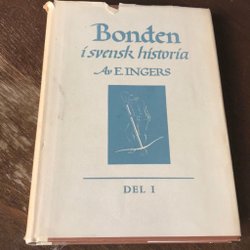 Bonden
i svensk historia
Av E. INGERS
DEL I